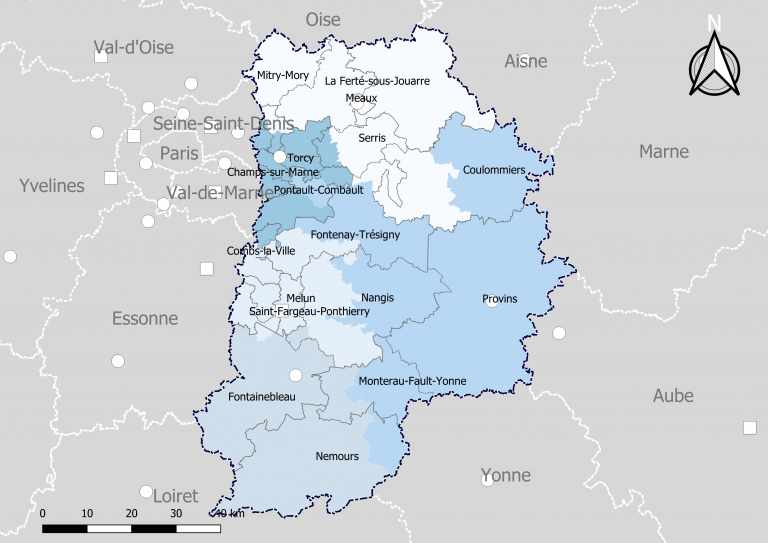 Oise
N
Val-d'Oise
Aisne
Mitry-Mory
La Ferté-sous-Jouarre
Meaux
Seine-Saint-Denis
Serris
Paris
Torcy
Marne
Champs-sur-Marne
Coulommiers
Yvelines
Val-de-Marne
Pontault-Combault
Fontenay-Trésigny
Combs-la-Ville
Melun
Nangis
Provins
Saint-Fargeau-Ponthierry
Essonne
Monterau-Fault-Yonne
Fontainebleau
Aube
Nemours
Yonne
Loiret
0 10 20 30 40 km